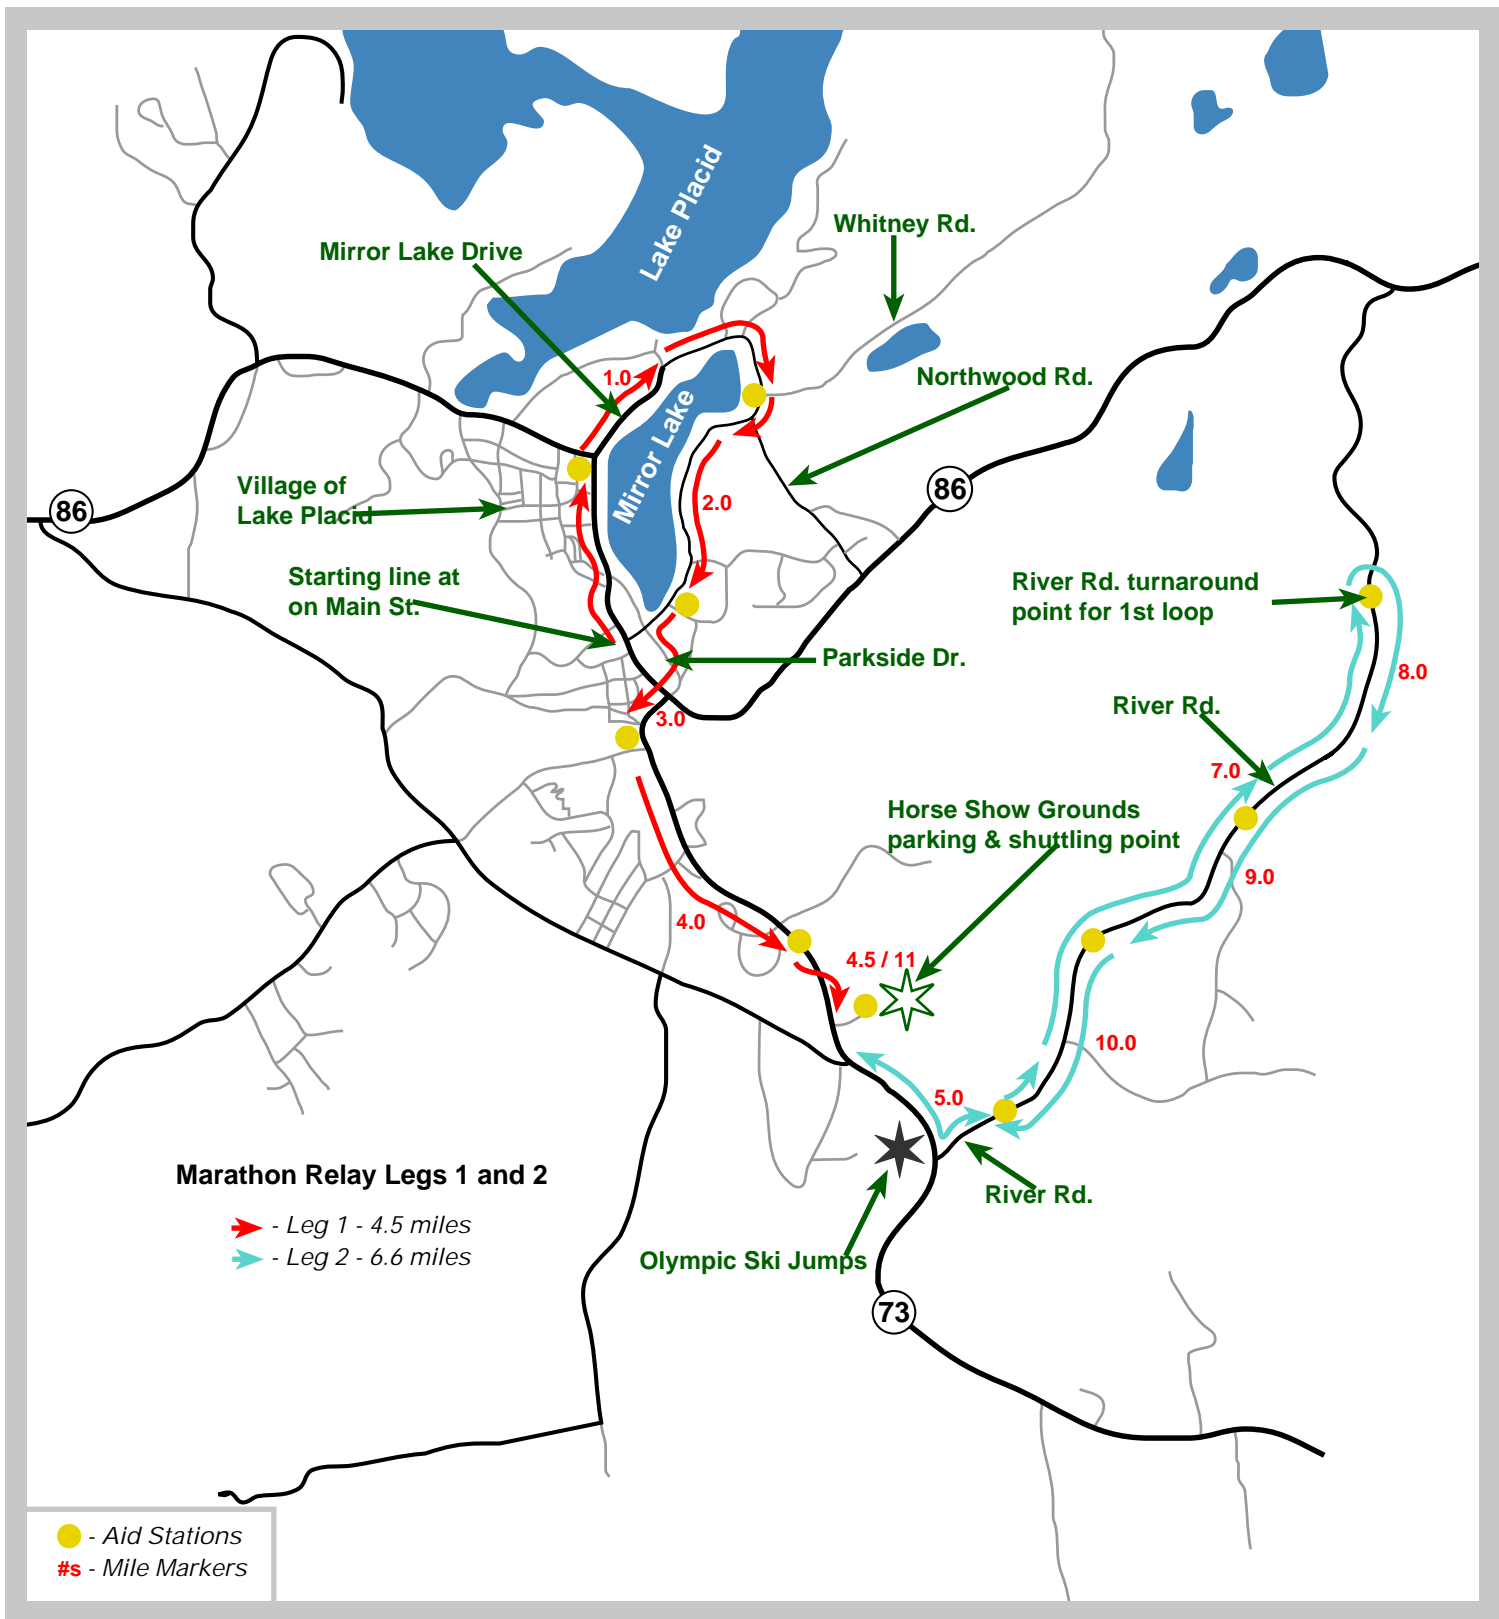 Lake Placid
Whitney Rd.
Mirror Lake Drive
1.0
Northwood Rd.
Mirror Lake
Village of
Lake Placid
86
86
2.0
Starting line at
on Main St.
River Rd. turnaround
point for 1st loop
Parkside Dr.
8.0
3.0
River Rd.
7.0
Horse Show Grounds
parking & shuttling point
9.0
4.0
4.5 / 11
10.0
5.0
Marathon Relay Legs 1 and 2
- Leg 1 - 4.5 miles
- Leg 2 - 6.6 miles
River Rd.
Olympic Ski Jumps
73
- Aid Stations
#s - Mile Markers